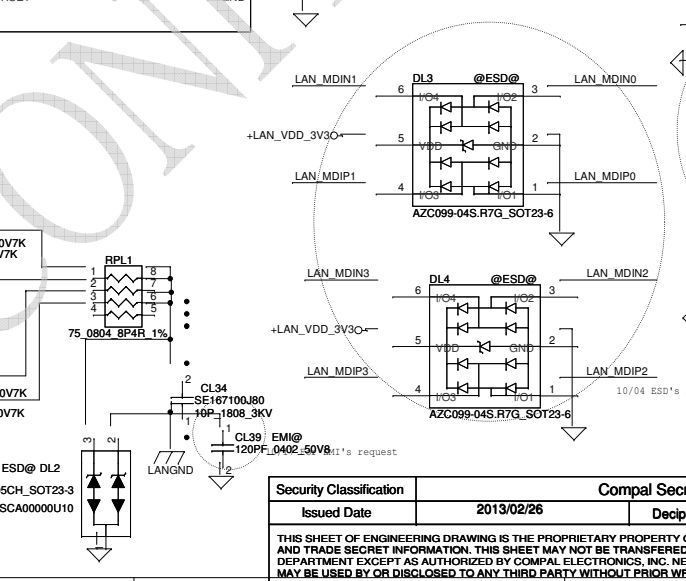 LAN_MDIN1
DL3
@ESD@
LAN_MDIN0
6
I/O4
I/O2
3
+LAN_VDD_3V3
5
VDD
GND
2
LAN_MDIP1
LAN_MDIP0
4
I/O3
I/O1
1
AZC099-04S.R7G_SOT23-6
0V7K
V7K
RPL1
1
8
2
7
3
6
4
5
75_0804_8P4R_1%
LAN_MDIN3
DL4
@ESD@
LAN_MDIN2
6
I/O4
I/O2
3
+LAN_VDD_3V3
5
VDD
GND
2
LAN_MDIP3
LAN_MDIP2
4
I/O3
I/O1
1
10/04 ESD's
AZC099-04S.R7G_SOT23-6
0V7K
0V7K
2
CL34
SE167100J80
10P_1808_3KV
1
1
CL39 EMI@
120PF_0402_50V8
2
EMI's request
LANGND
3
2
ESD@ DL2
5CH_SOT23-3
SCA00000U10
1
Security Classification
Compal Secr
Issued Date
2013/02/26
Decip
THIS SHEET OF ENGINEERING DRAWING IS THE PROPRIETARY PROPERTY
AND TRADE SECRET INFORMATION. THIS SHEET MAY NOT BE TRANSFERED
DEPARTMENT EXCEPT AS AUTHORIZED BY COMPAL ELECTRONICS, INC. NE
MAY BE USED BY OR DISCLOSED TO ANY THIRD PARTY WITHOUT PRIOR WR